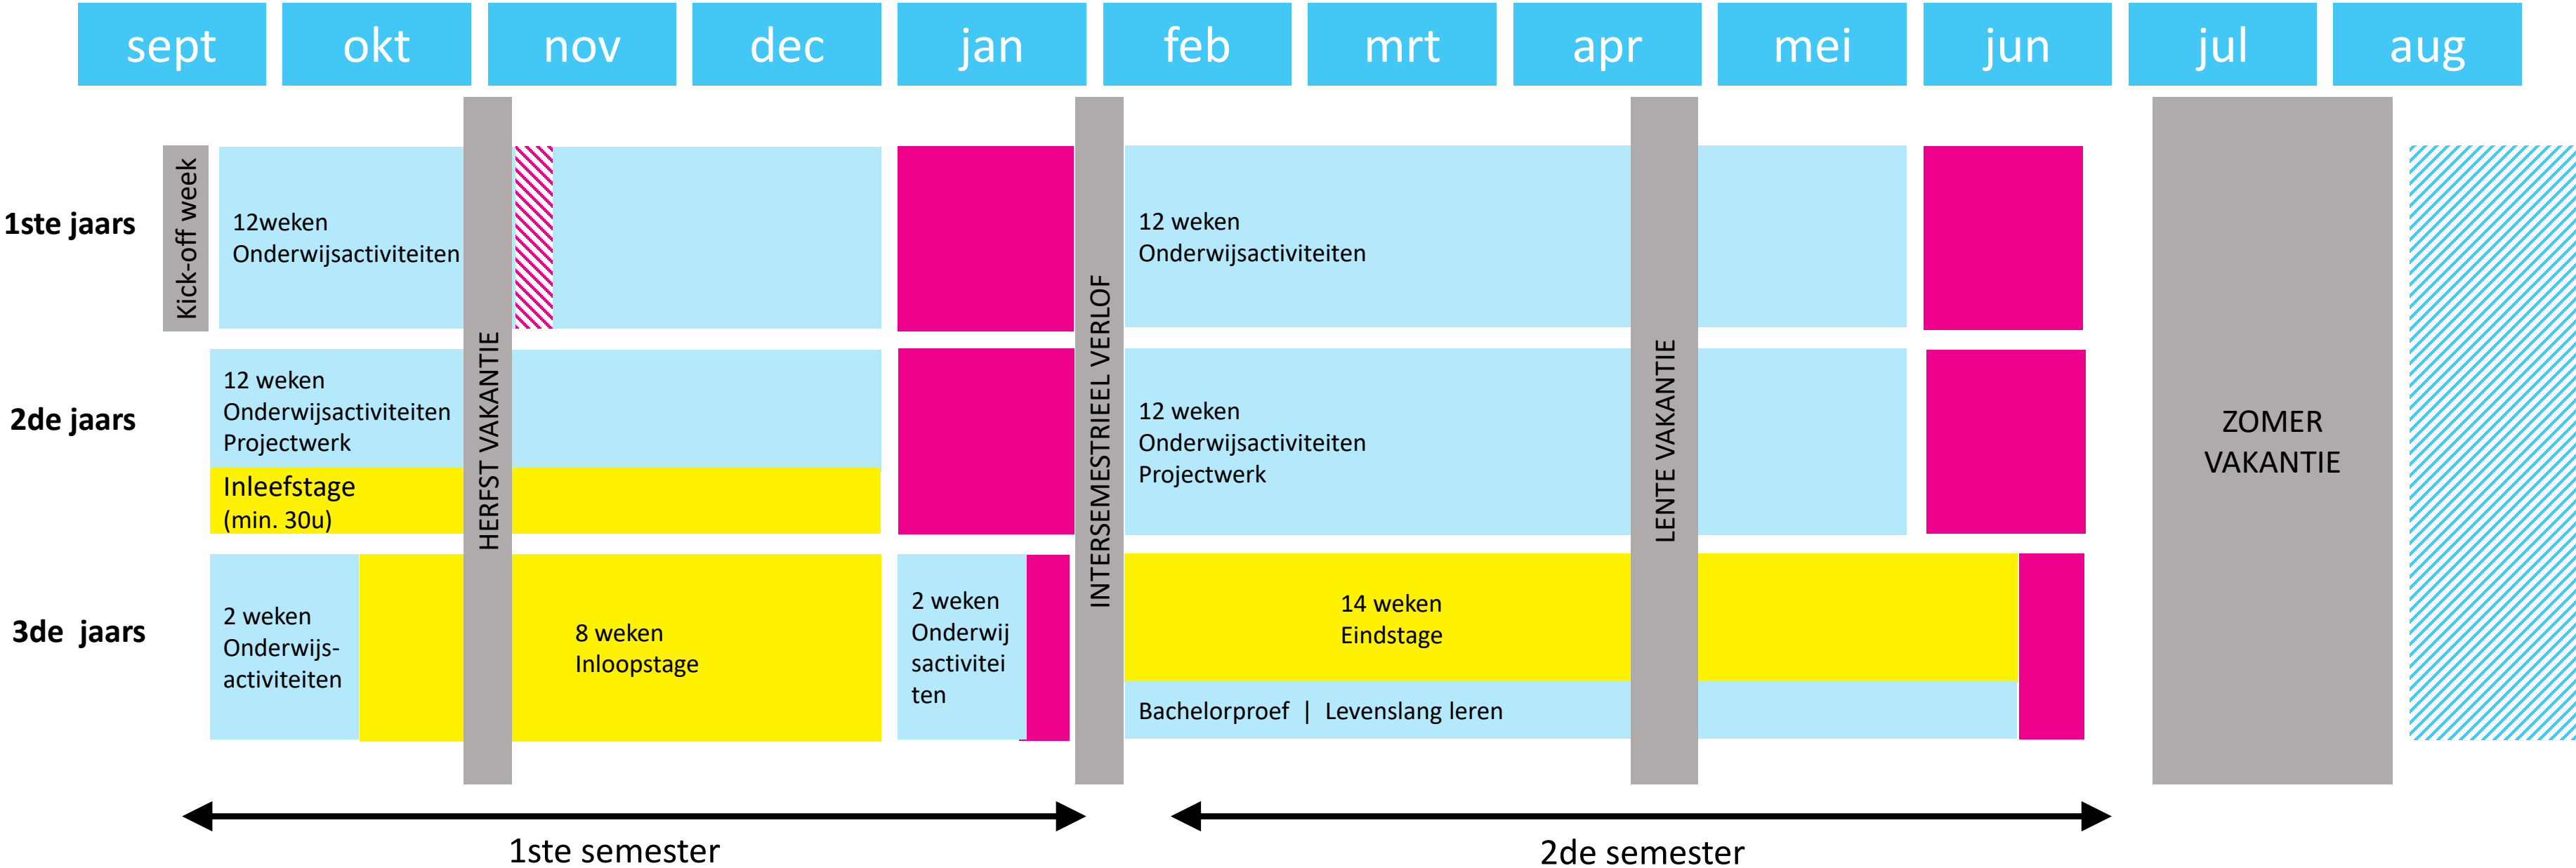 sept okt nov dec jan feb mrt apr mei jun jul aug
1ste jaars
Kick-off week
12weken
Onderwijsactiviteiten
12 weken
Onderwijsactiviteiten
2de jaars
12 weken
Onderwijsactiviteiten
Projectwerk
Inleefstage
(min. 30u)
12 weken
Onderwijsactiviteiten
Projectwerk
3de  jaars
2 weken
Onderwijs-
activiteiten
8 weken
Inloopstage
2 weken
Onderwij
sactivitei
ten
14 weken
Eindstage
Bachelorproef | Levenslang leren
HERFST VAKANTIE
INTERSEMESTRIEEL VERLOF
LENTE VAKANTIE
ZOMER
VAKANTIE
1ste semester
2de semester